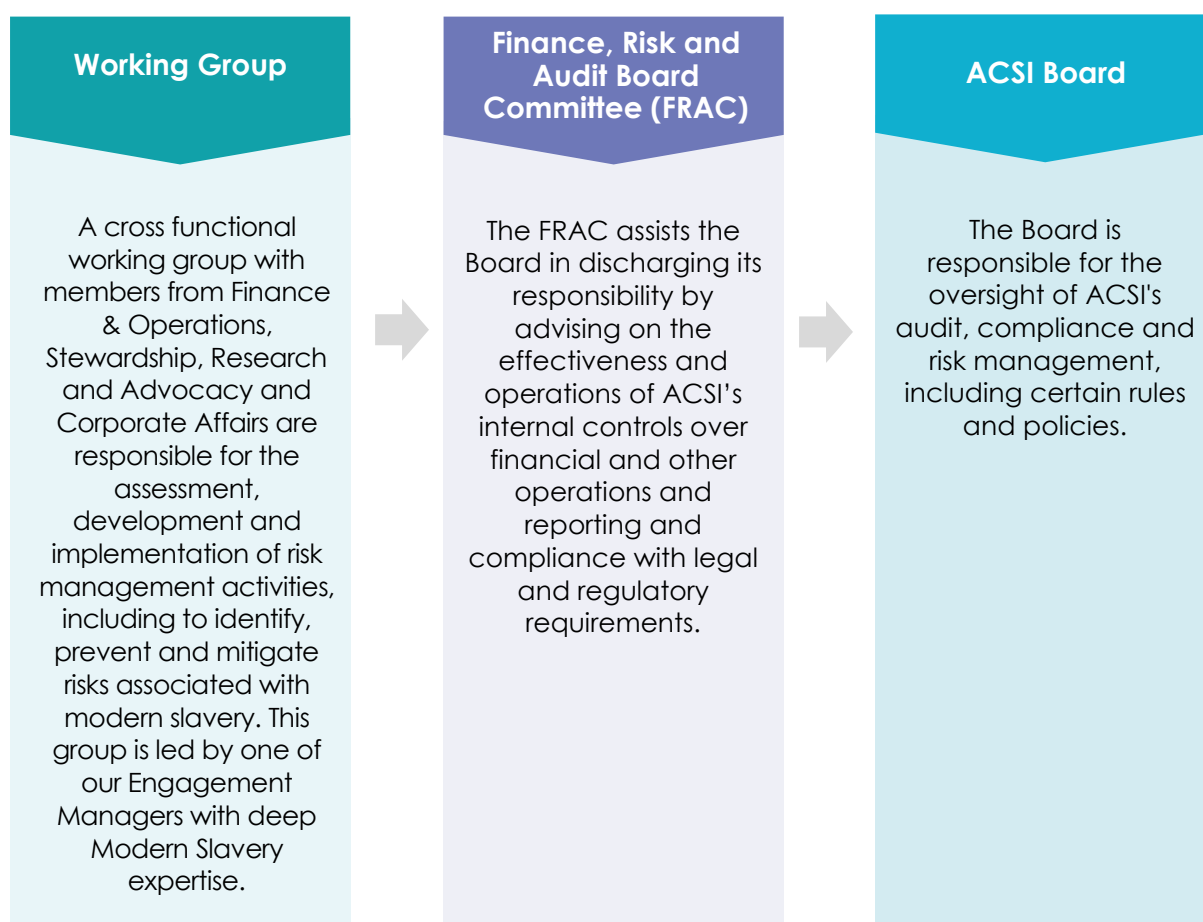 Working Group
A cross functional
working group with
members from Finance
& Operations,
Stewardship, Research
and Advocacy and
Corporate Affairs are
responsible for the
assessment,
development and
implementation of risk
management activities,
including to identify,
prevent and mitigate
risks associated with
modern slavery. This
group is led by one of
our Engagement
Managers with deep
Modern Slavery
expertise.
Finance, Risk and
Audit Board
Committee (FRAC)
The FRAC assists the
Board in discharging its
responsibility by
advising on the
effectiveness and
operations of ACSI’s
internal controls over
financial and other
operations and
reporting and
compliance with legal
and regulatory
requirements.
ACSI Board
The Board is
responsible for the
oversight of ACSI's
audit, compliance and
risk management,
including certain rules
and policies.